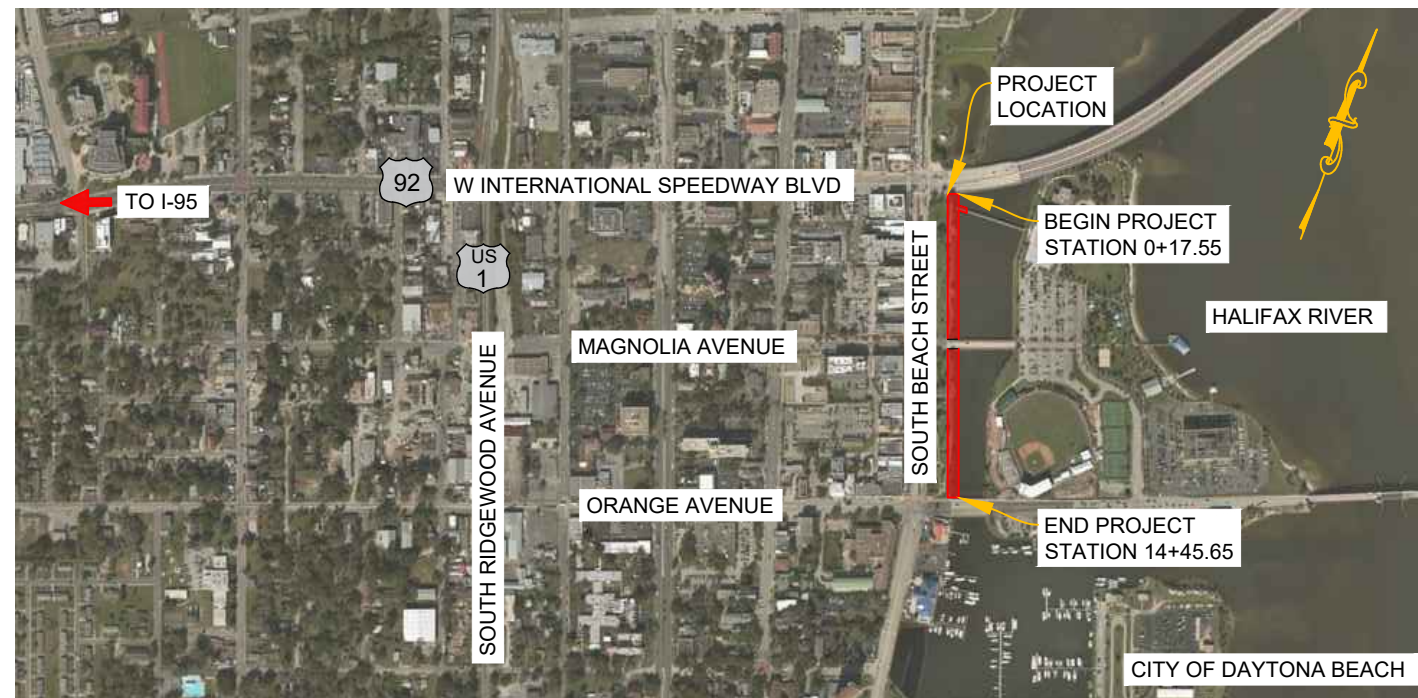 PROJECT
LOCATION
92
W INTERNATIONAL SPEEDWAY BLVD
TO I-95
BEGIN PROJECT
STATION 0+17.55
US
1
SOUTH BEACH STREET
HALIFAX RIVER
MAGNOLIA AVENUE
SOUTH RIDGEWOOD AVENUE
ORANGE AVENUE
END PROJECT
STATION 14+45.65
CITY OF DAYTONA BEACH